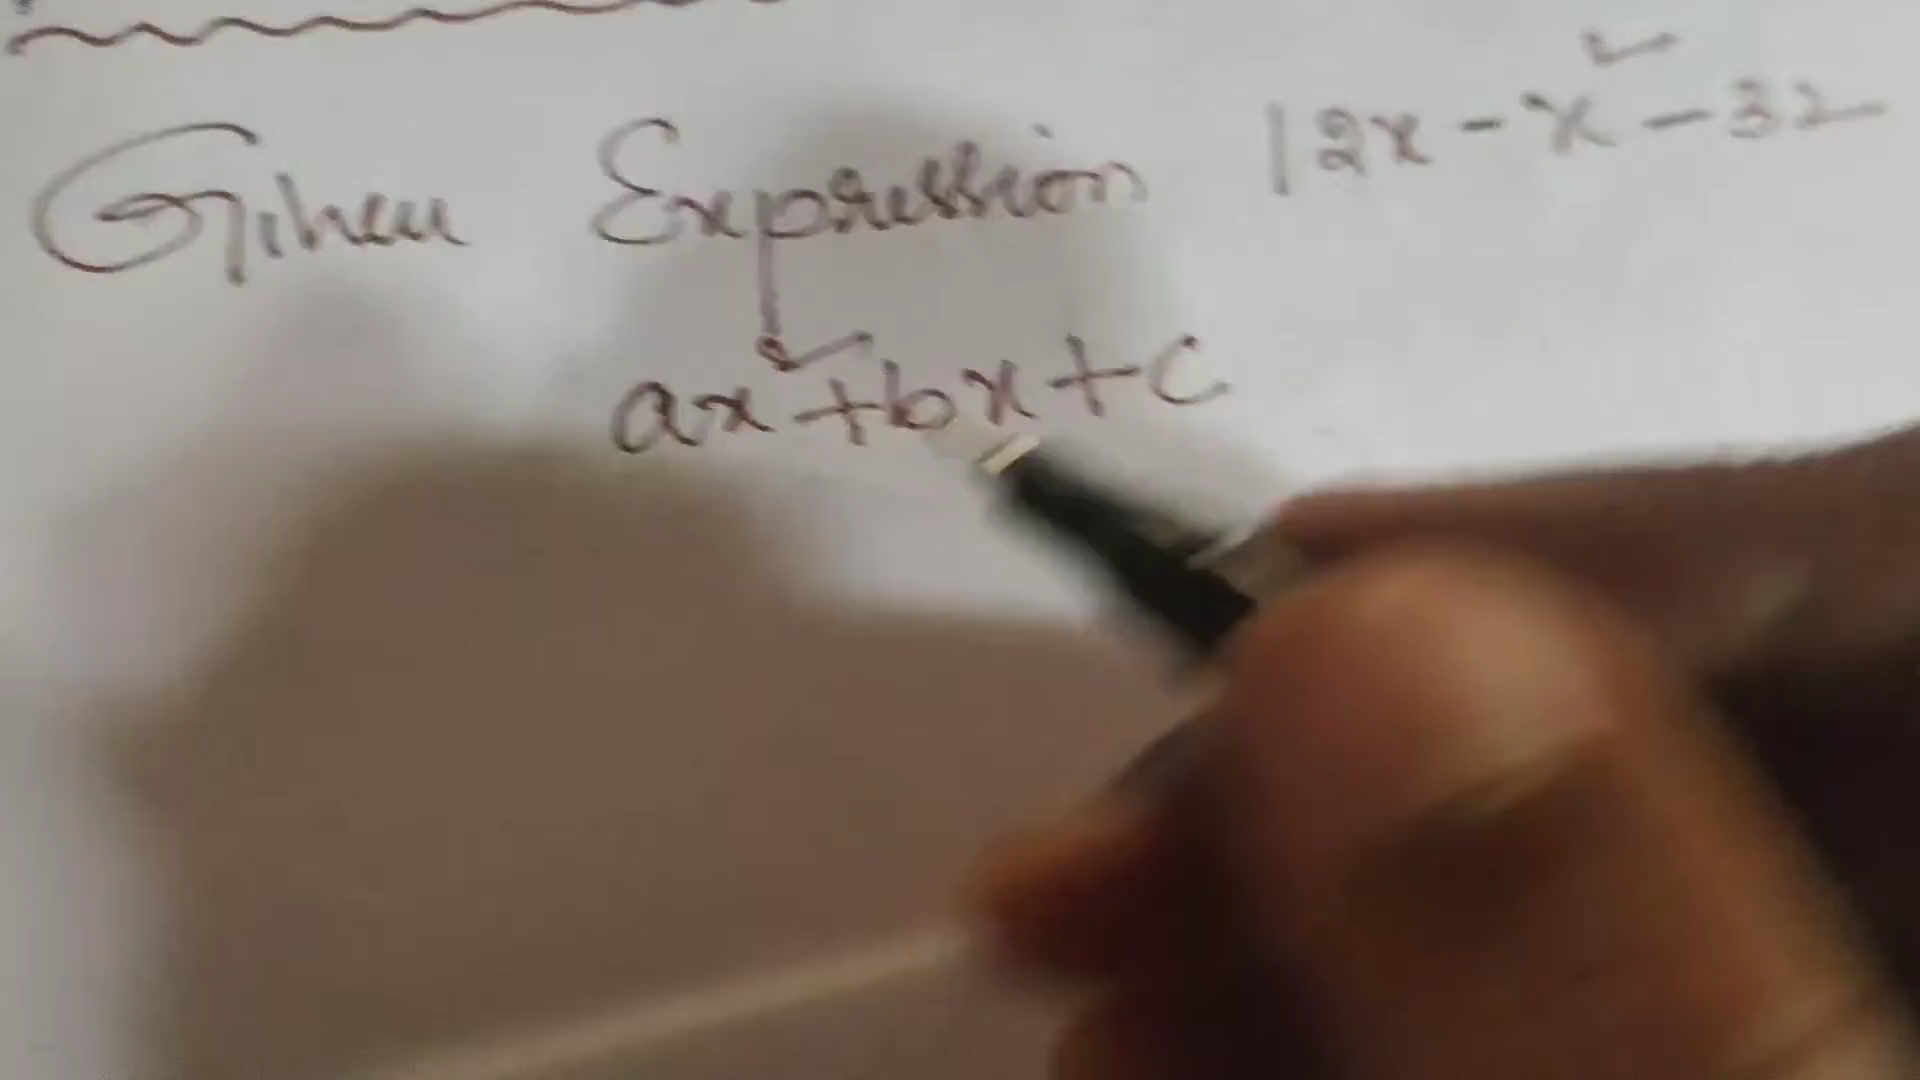 Given Expression 12x - x² - 32
ax² + bx + c